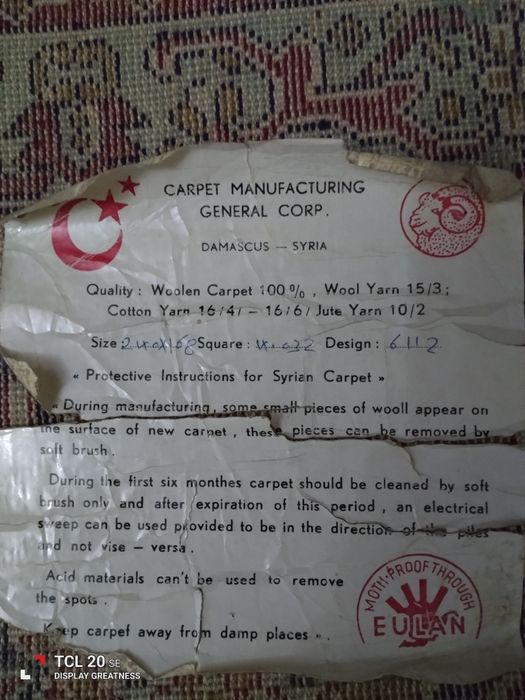 CARPET MANUFACTURING
GENERAL CORP.
DAMASCUS — SYRIA
Quality : Woolen Carpet 100 % , Wool Yarn 15/3 ;
Cotton Yarn 16/4/ — 16/6/ Jute Yarn 10/2
Size : 240X168 Square : 4.032 Design : 6112
« Protective Instructions for Syrian Carpet »
« During manufacturing, some small pieces of wooll appear on
the surface of new carpet , these pieces can be removed by
soft brush .
During the first six monthes carpet should be cleaned by soft
brush only and after expiration of this period , an electrical
sweep can be used provided to be in the direction of the piles
and not vise — versa .
Acid materials can't be used to remove
the spots .
Keep carpet away from damp places » .
MOTH-PROOF THROUGH
EULAN
TCL 20 SE
DISPLAY GREATNESS